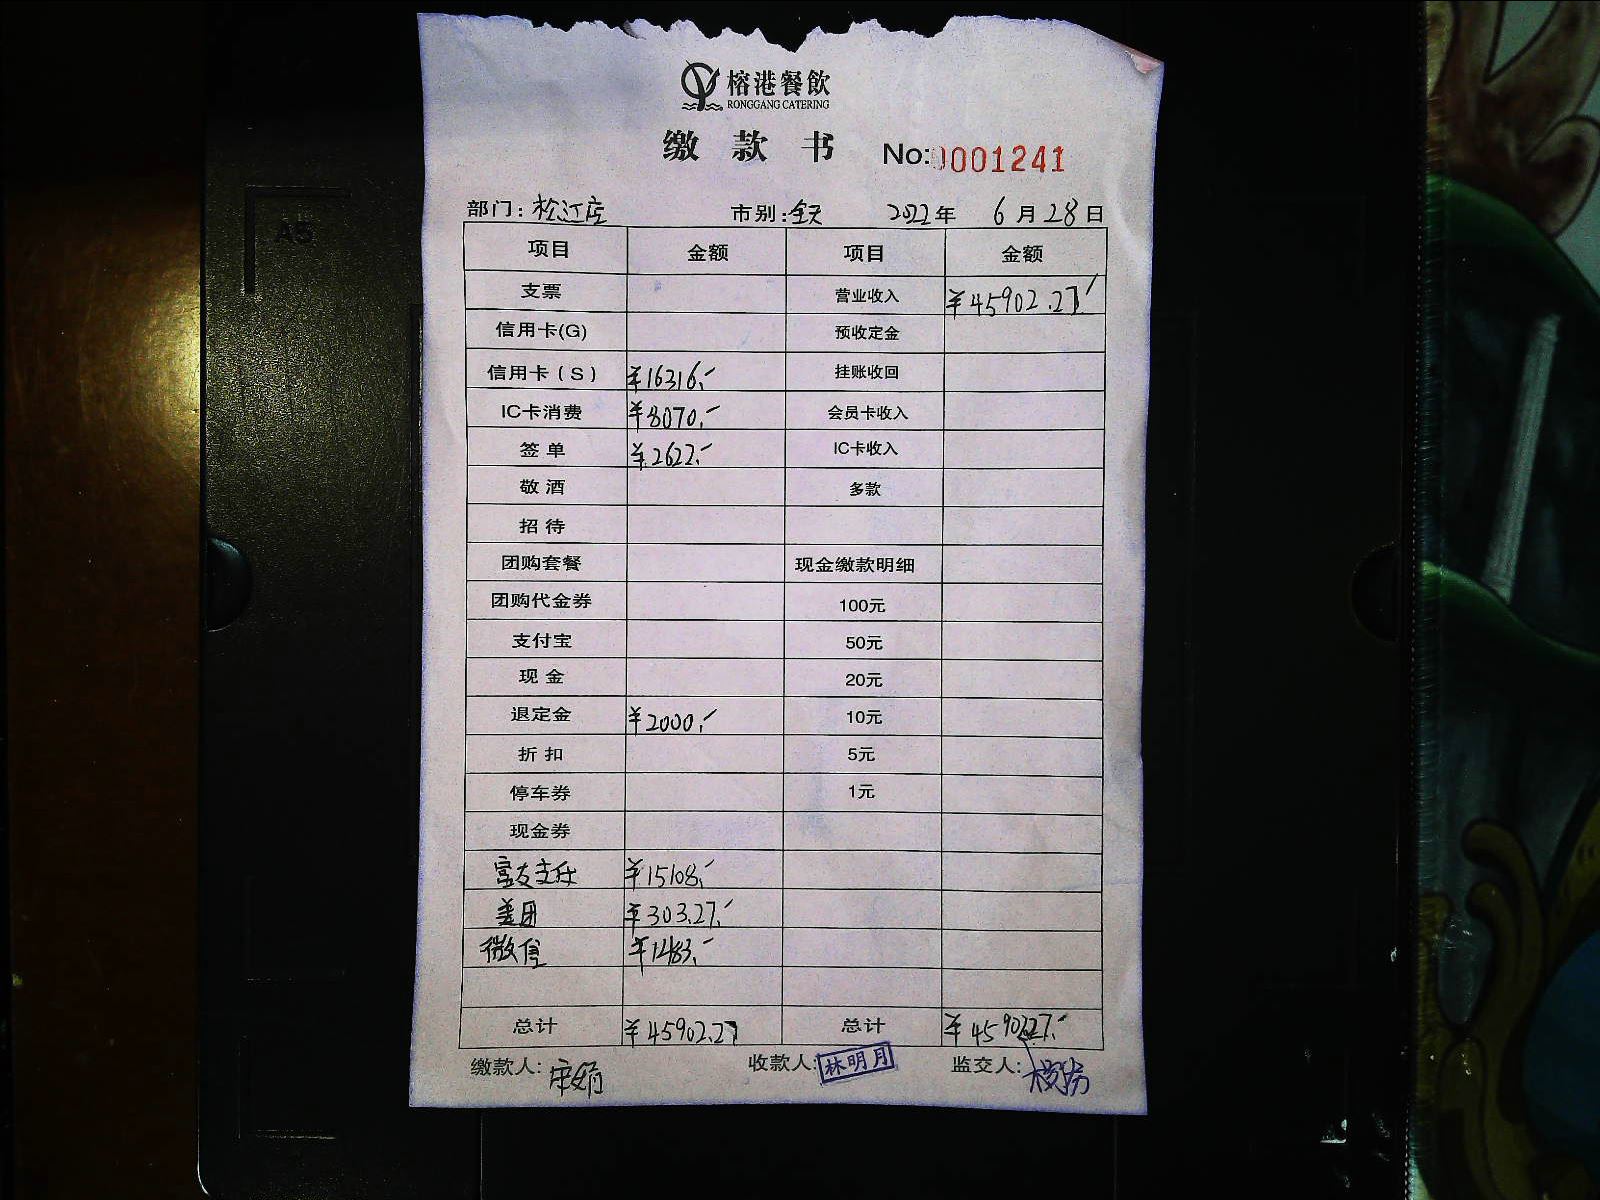 榕港餐飲
RONGGANG CATERING
缴款书 No:0001241
部门:松江店 市别:全天 2022年 6月28日
项目 金额 项目 金额
支票 营业收入 ¥45902.27
信用卡(G) 预收定金
信用卡(S) ¥16316.- 挂账收回
IC卡消费 ¥8070.- 会员卡收入
签单 ¥2622.- IC卡收入
敬酒 多款
招待
团购套餐 现金缴款明细
团购代金券 100元
支付宝 50元
现金 20元
退定金 ¥2000.- 10元
折扣 5元
停车券 1元
现金券
富友支付 ¥15108.-
美团 ¥303.27.-
微信 ¥1483.-
总计 ¥45902.27 总计 ¥45902.27.-
缴款人: 收款人:林明月 监交人:
A5